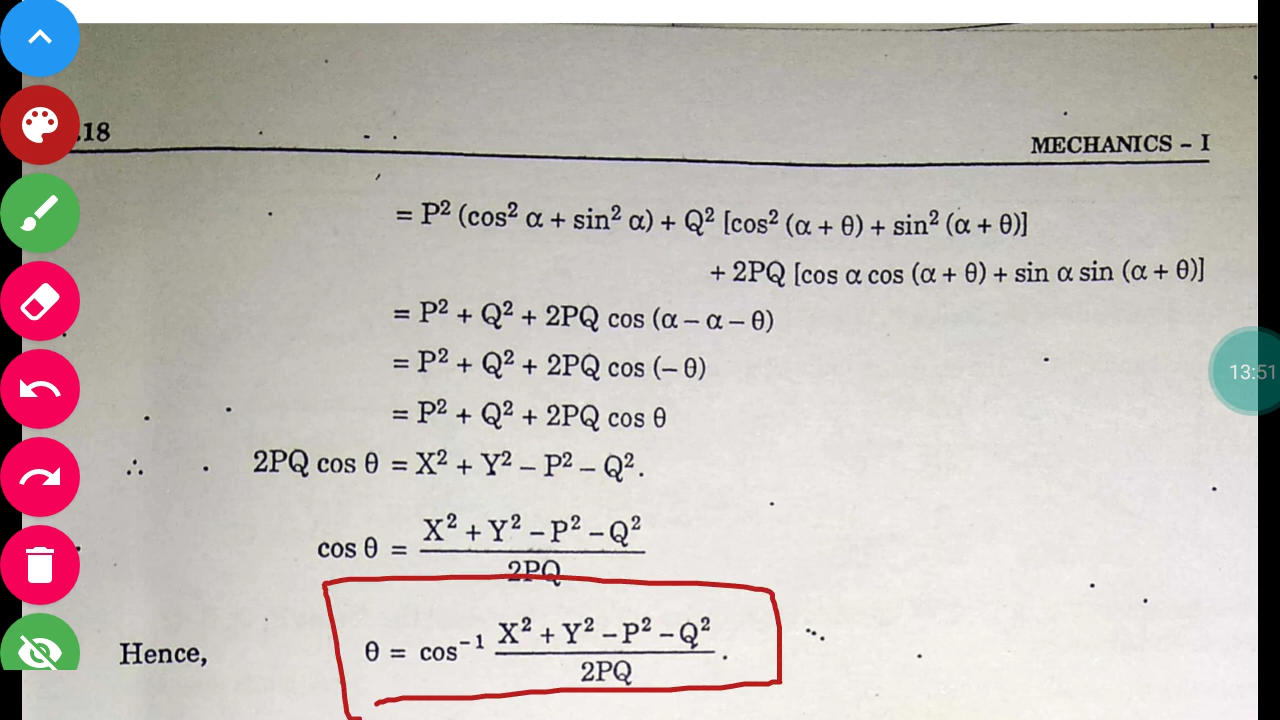 .18
MECHANICS – I
= P² (cos² α + sin² α) + Q² [cos² (α + θ) + sin² (α + θ)]
+ 2PQ [cos α cos (α + θ) + sin α sin (α + θ)]
= P² + Q² + 2PQ cos (α – α – θ)
= P² + Q² + 2PQ cos (– θ)
= P² + Q² + 2PQ cos θ
∴ 2PQ cos θ = X² + Y² – P² – Q².
cos θ = (X² + Y² – P² – Q²) / 2PQ
Hence, θ = cos⁻¹ (X² + Y² – P² – Q²) / 2PQ.
13:51